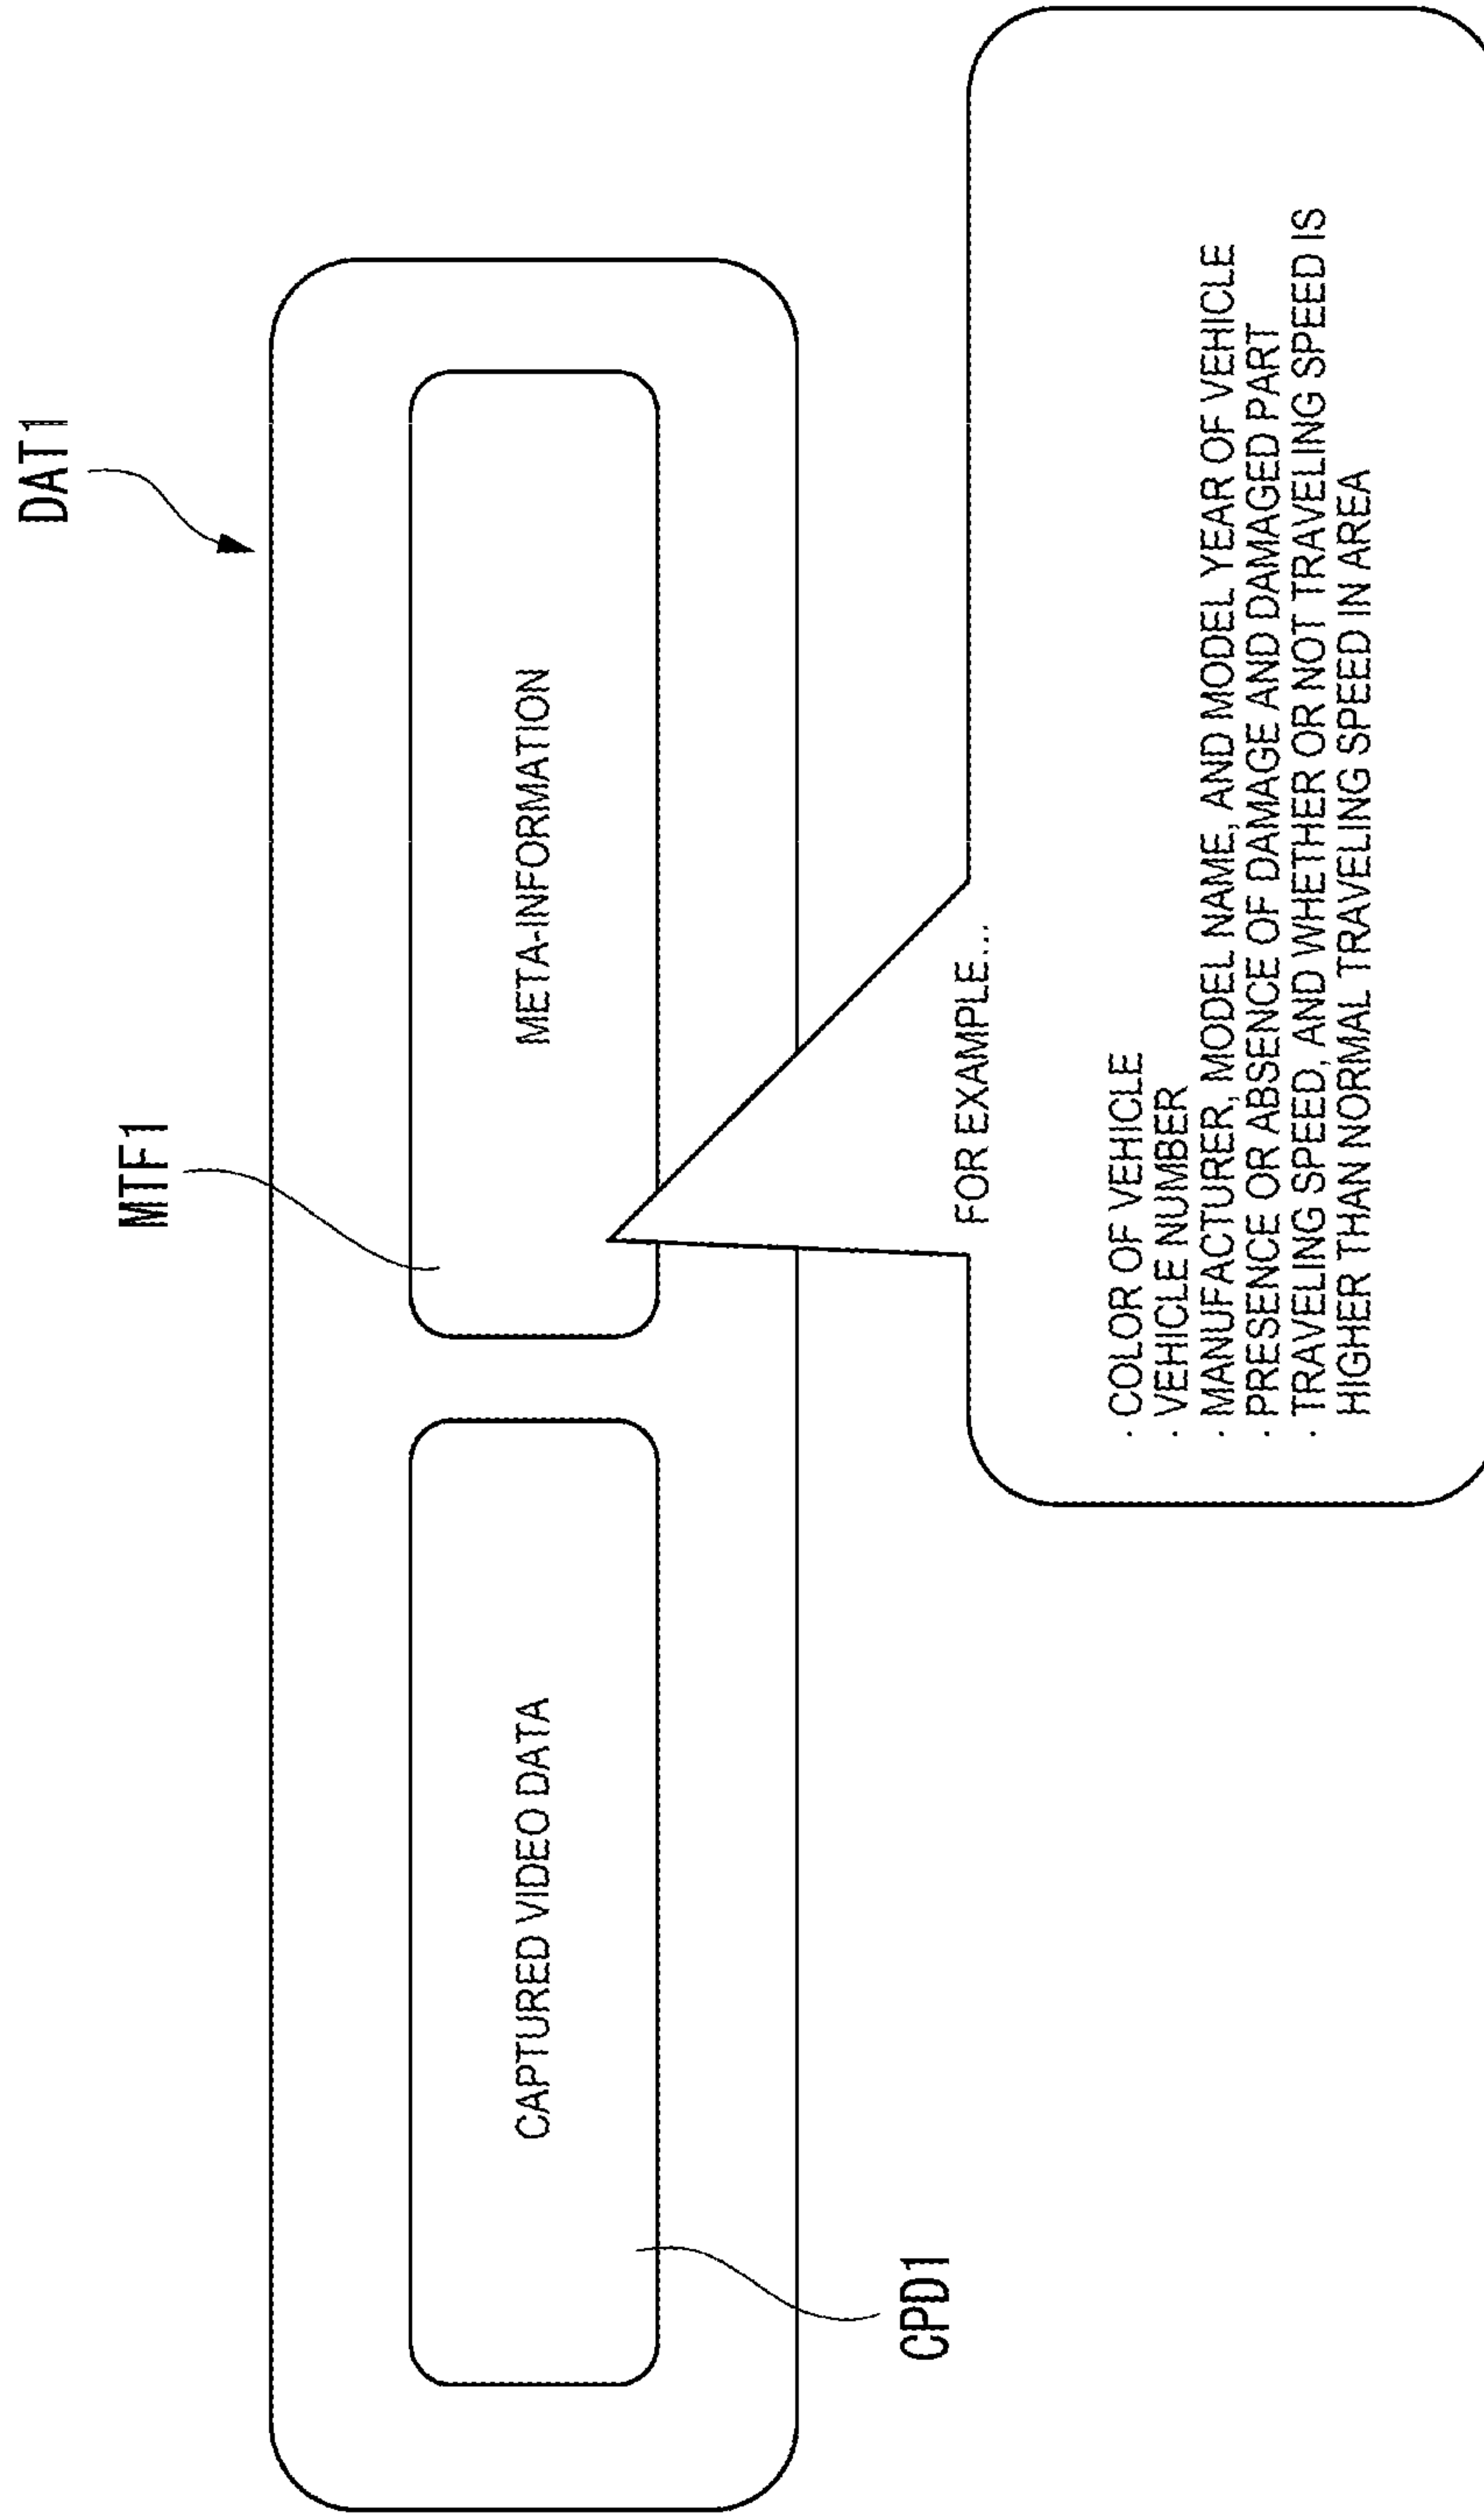 DAT1
MTF1
CAPTURED VIDEO DATA
META-INFORMATION
CPD1
FOR EXAMPLE...
· COLOR OF VEHICLE
· VEHICLE NUMBER
· MANUFACTURER, MODEL NAME, AND MODEL YEAR OF VEHICLE
· PRESENCE OR ABSENCE OF DAMAGE AND DAMAGED PART
· TRAVELING SPEED, AND WHETHER OR NOT TRAVELING SPEED IS
HIGHER THAN NORMAL TRAVELING SPEED IN AREA